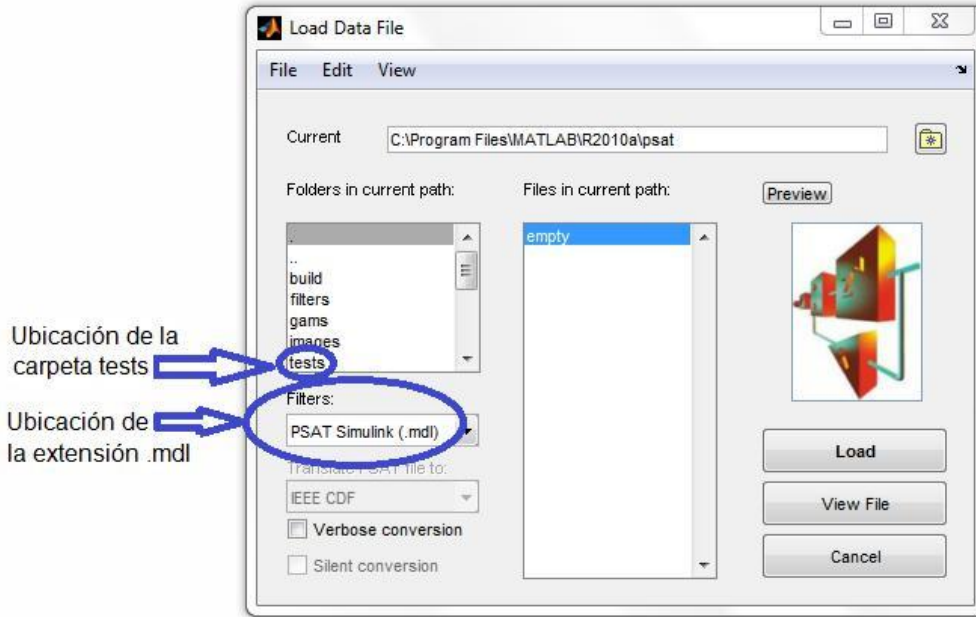 Load Data File
File Edit View
Current
C:\Program Files\MATLAB\R2010a\psat
Folders in current path:
Files in current path:
Preview
.
..
build
filters
gams
images
tests
empty
Ubicación de la
carpeta tests
Ubicación de
la extensión .mdl
Filters:
PSAT Simulink (.mdl)
Translate PSAT file to:
IEEE CDF
Verbose conversion
Silent conversion
Load
View File
Cancel